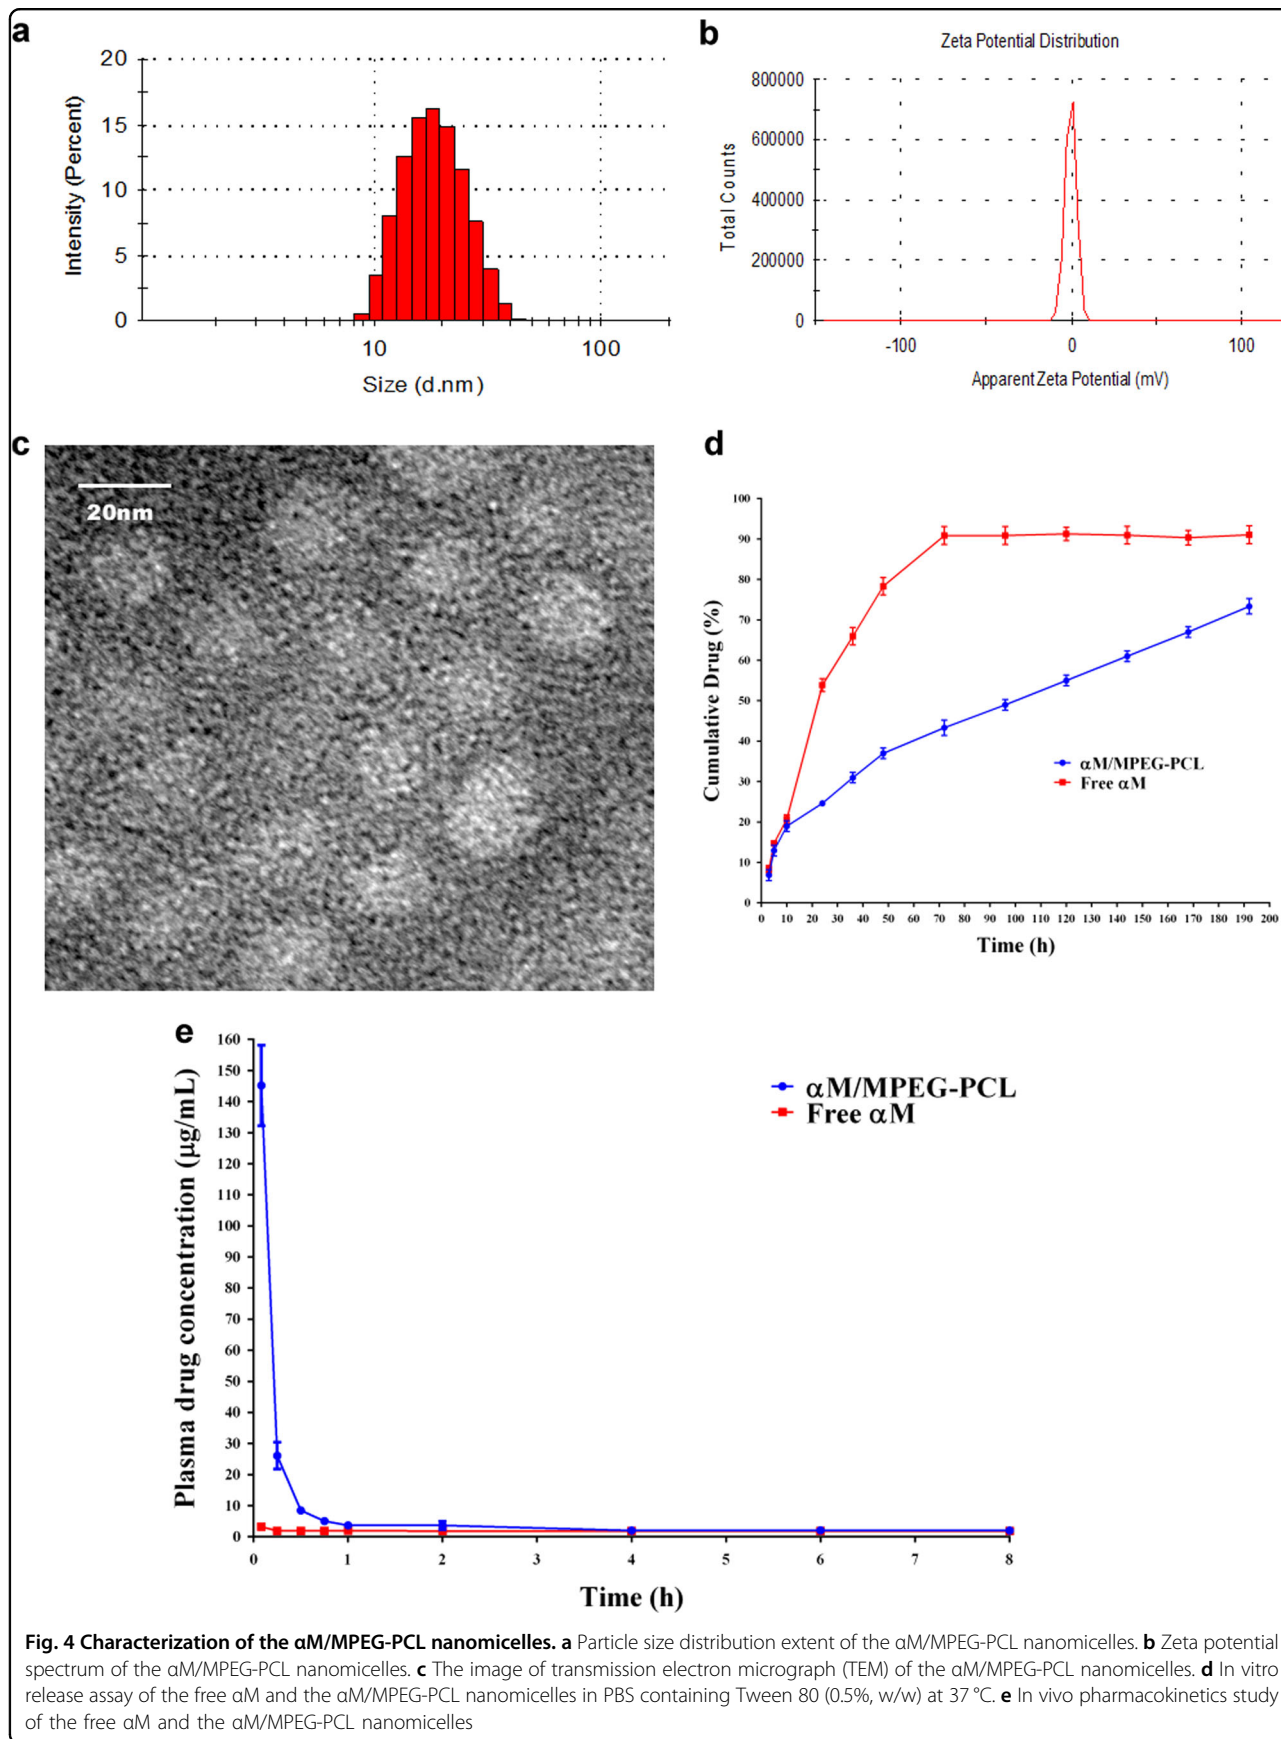 a
20
15
10
5
0
Intensity (Percent)
10
100
Size (d.nm)
b
Zeta Potential Distribution
800000
600000
400000
200000
0
Total Counts
-100
0
100
Apparent Zeta Potential (mV)
c
20nm
d
100
90
80
70
60
50
40
30
20
10
0
Cumulative Drug (%)
αM/MPEG-PCL
Free αM
0 10 20 30 40 50 60 70 80 90 100 110 120 130 140 150 160 170 180 190 200
Time (h)
e
160
150
140
130
120
110
100
90
80
70
60
50
40
30
20
10
0
Plasma drug concentration (μg/mL)
αM/MPEG-PCL
Free αM
0 1 2 3 4 5 6 7 8
Time (h)
Fig. 4 Characterization of the αM/MPEG-PCL nanomicelles. a Particle size distribution extent of the αM/MPEG-PCL nanomicelles. b Zeta potential
spectrum of the αM/MPEG-PCL nanomicelles. c The image of transmission electron micrograph (TEM) of the αM/MPEG-PCL nanomicelles. d In vitro
release assay of the free αM and the αM/MPEG-PCL nanomicelles in PBS containing Tween 80 (0.5%, w/w) at 37 °C. e In vivo pharmacokinetics study
of the free αM and the αM/MPEG-PCL nanomicelles